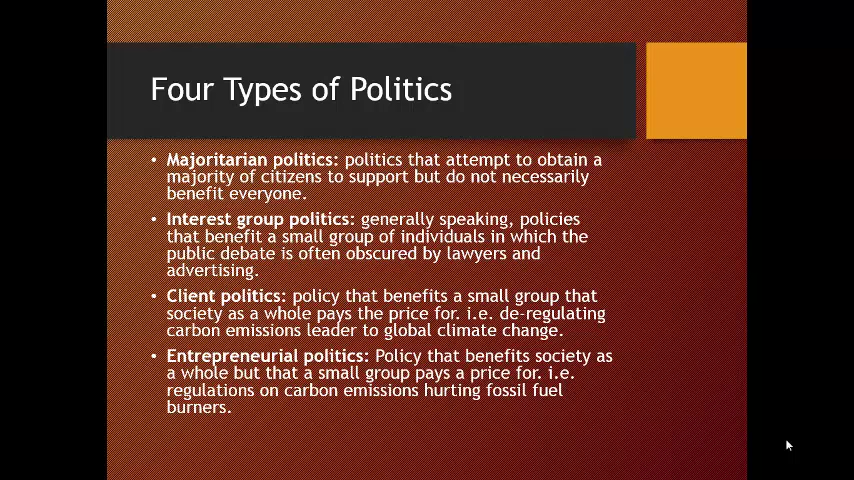 Four Types of Politics
• Majoritarian politics: politics that attempt to obtain a
majority of citizens to support but do not necessarily
benefit everyone.
• Interest group politics: generally speaking, policies
that benefit a small group of individuals in which the
public debate is often obscured by lawyers and
advertising.
• Client politics: policy that benefits a small group that
society as a whole pays the price for. i.e. de-regulating
carbon emissions leader to global climate change.
• Entrepreneurial politics: Policy that benefits society as
a whole but that a small group pays a price for. i.e.
regulations on carbon emissions hurting fossil fuel
burners.